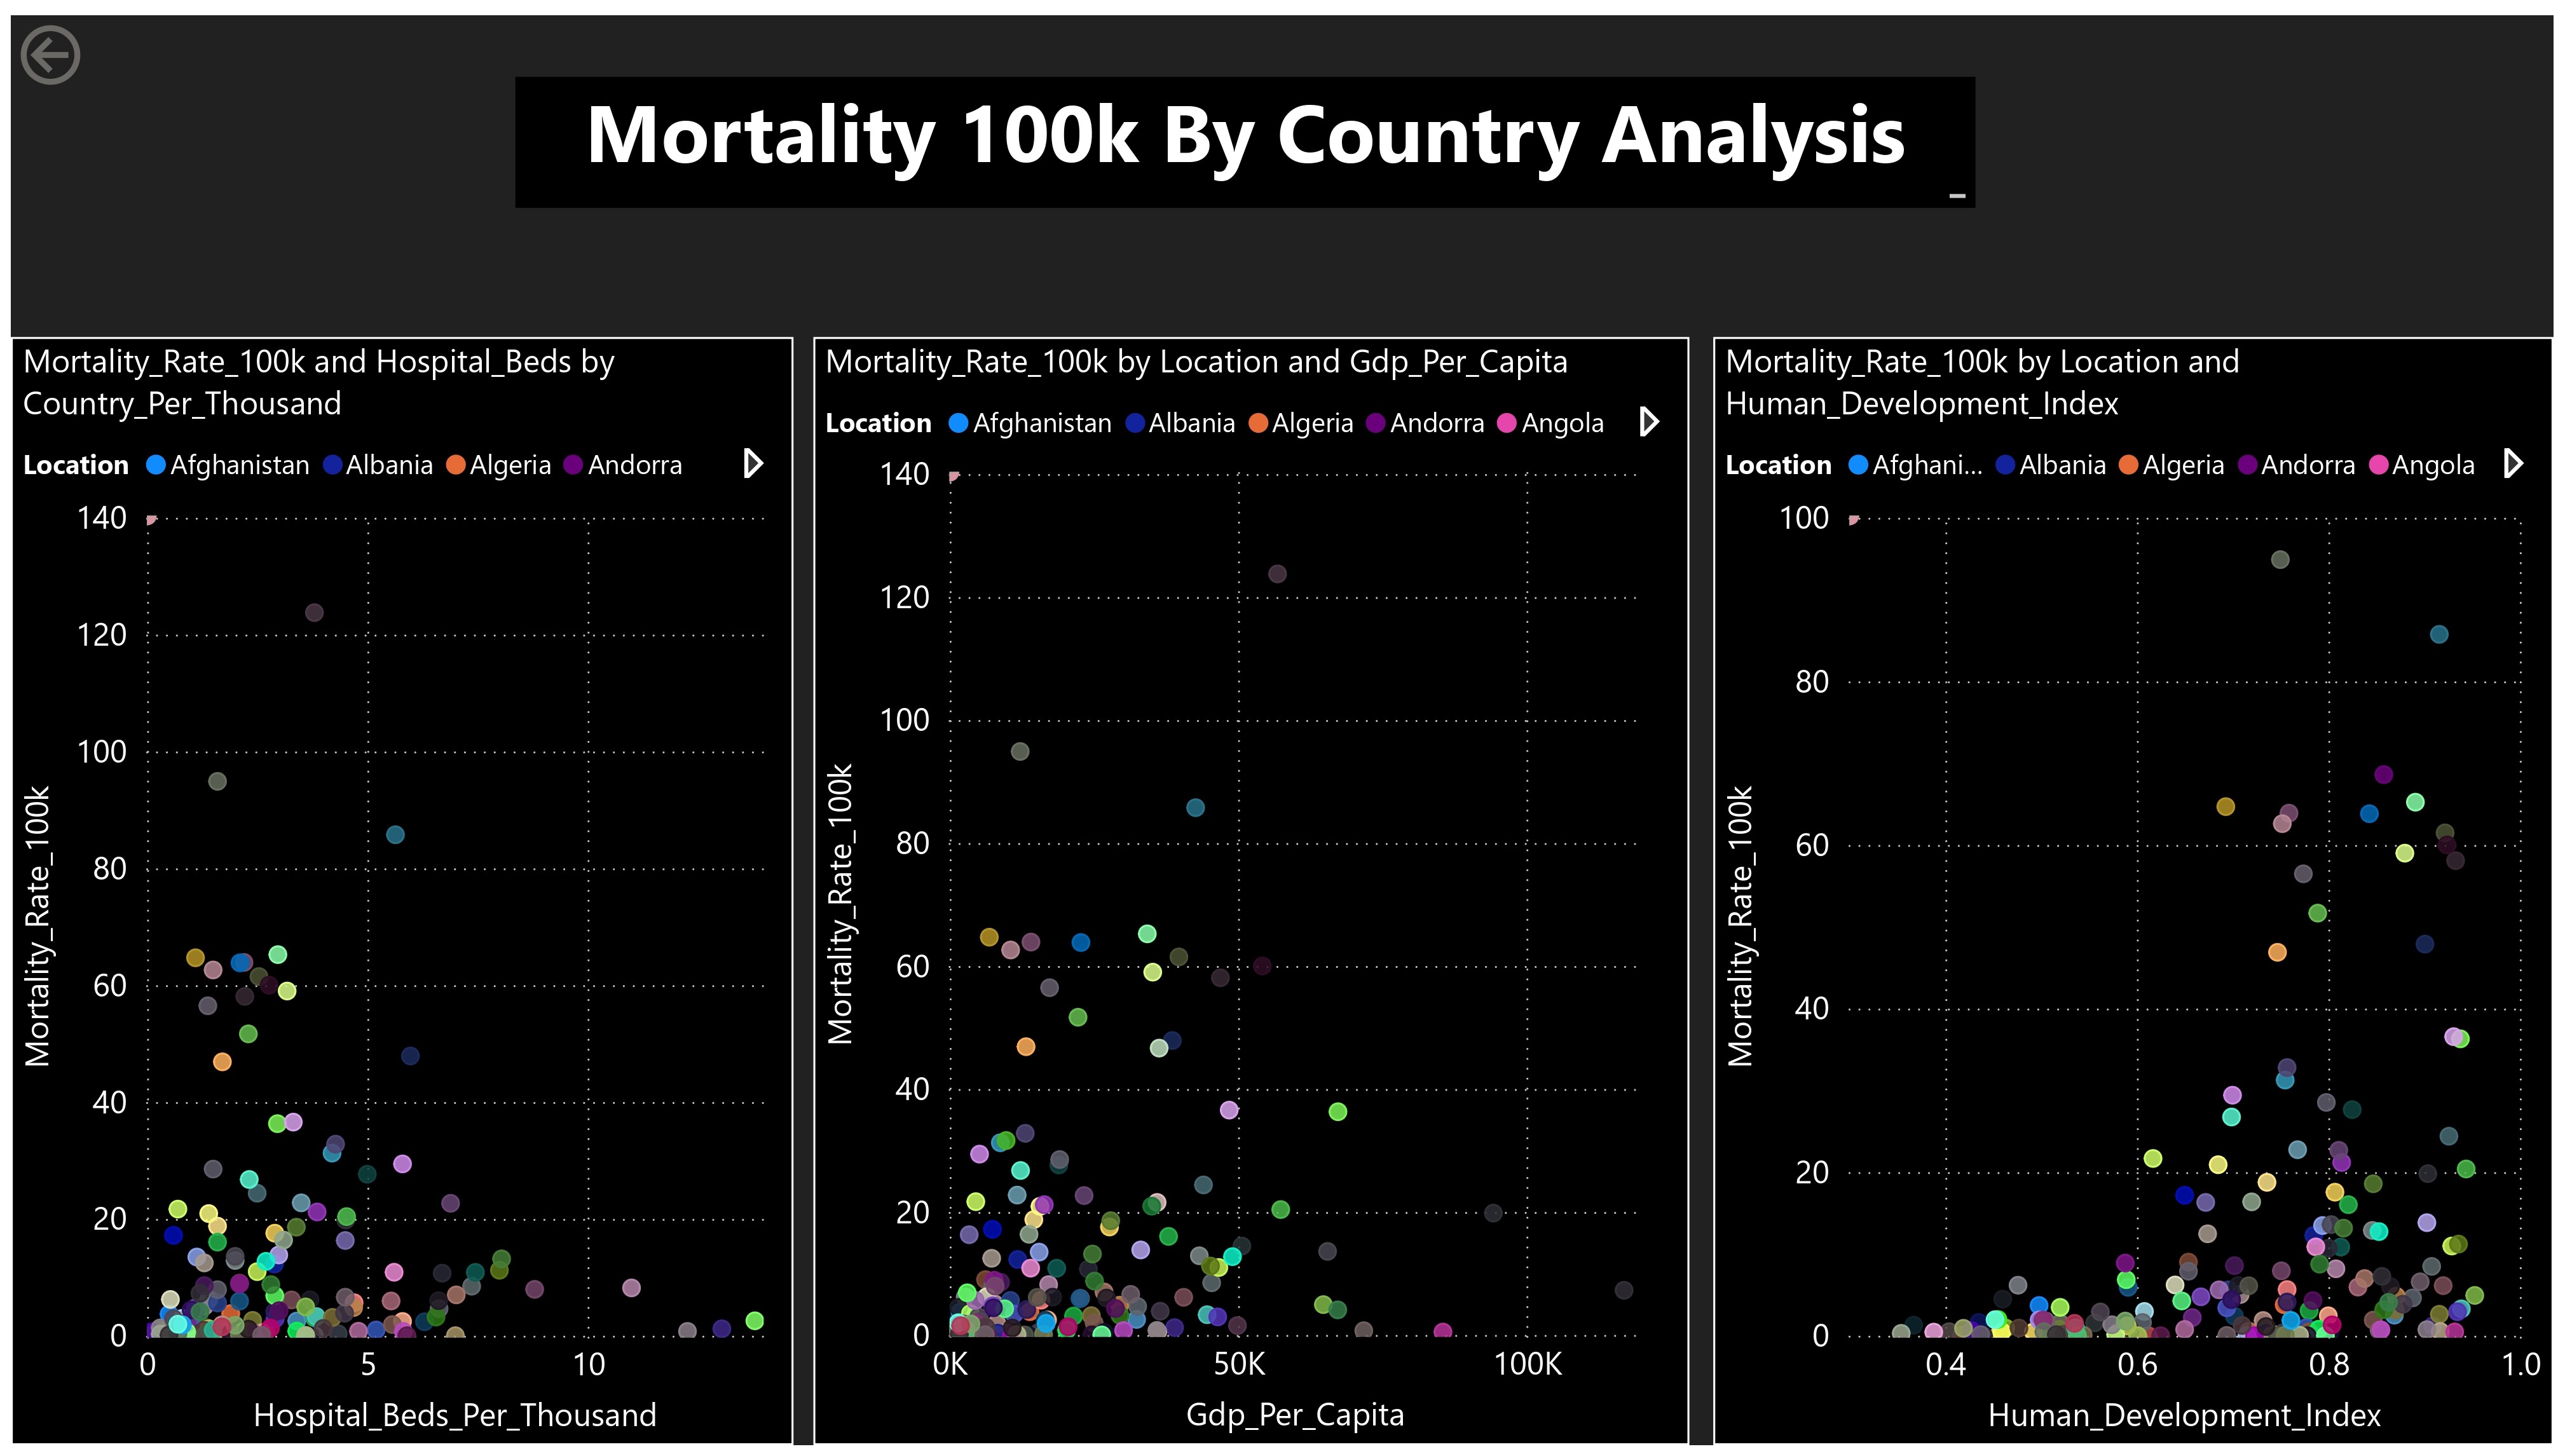 Mortality 100k By Country Analysis
Mortality_Rate_100k and Hospital_Beds by
Country_Per_Thousand
Location Afghanistan Albania Algeria Andorra
140
120
100
80
60
40
20
0
0 5 10
Mortality_Rate_100k
Hospital_Beds_Per_Thousand
Mortality_Rate_100k by Location and Gdp_Per_Capita
Location Afghanistan Albania Algeria Andorra Angola
140
120
100
80
60
40
20
0
0K 50K 100K
Mortality_Rate_100k
Gdp_Per_Capita
Mortality_Rate_100k by Location and
Human_Development_Index
Location Afghani... Albania Algeria Andorra Angola
100
80
60
40
20
0
0.4 0.6 0.8 1.0
Mortality_Rate_100k
Human_Development_Index